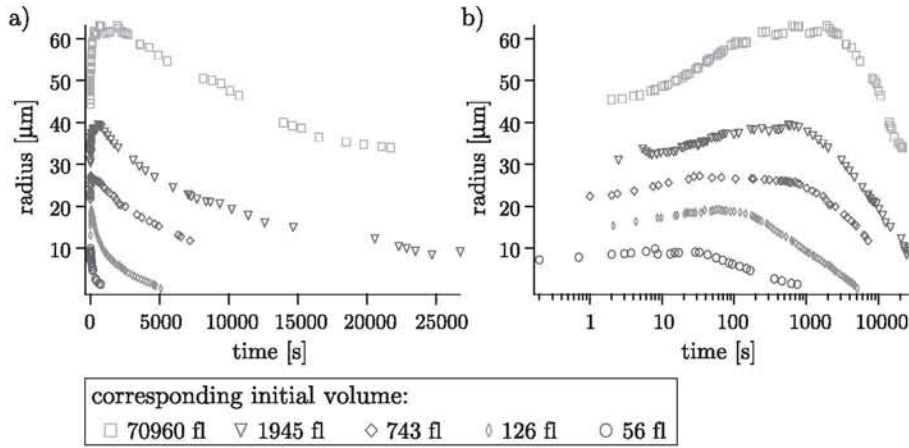 a)
radius [µm]
60
50
40
30
20
10
0
5000
10000
15000
20000
25000
time [s]
b)
radius [µm]
60
50
40
30
20
10
1
10
100
1000
10000
time [s]
corresponding initial volume:
70960 fl 1945 fl 743 fl 126 fl 56 fl